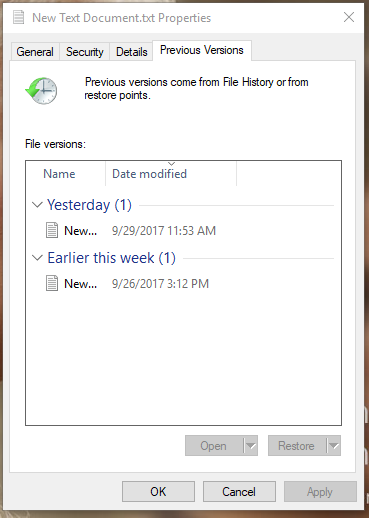 New Text Document.txt Properties
General Security Details Previous Versions
Previous versions come from File History or from
restore points.
File versions:
Name Date modified
Yesterday (1)
New... 9/29/2017 11:53 AM
Earlier this week (1)
New... 9/26/2017 3:12 PM
Open Restore
OK Cancel Apply